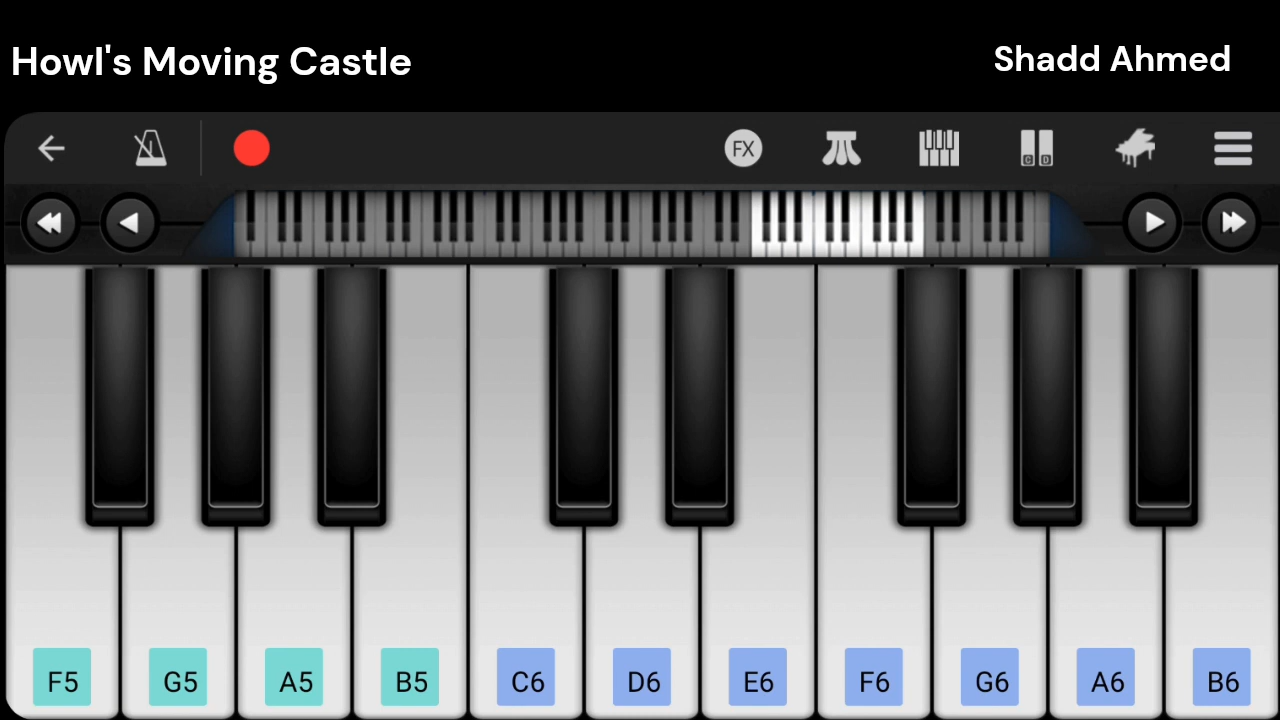 Howl's Moving Castle
Shadd Ahmed
FX
C D
F5 G5 A5 B5 C6 D6 E6 F6 G6 A6 B6